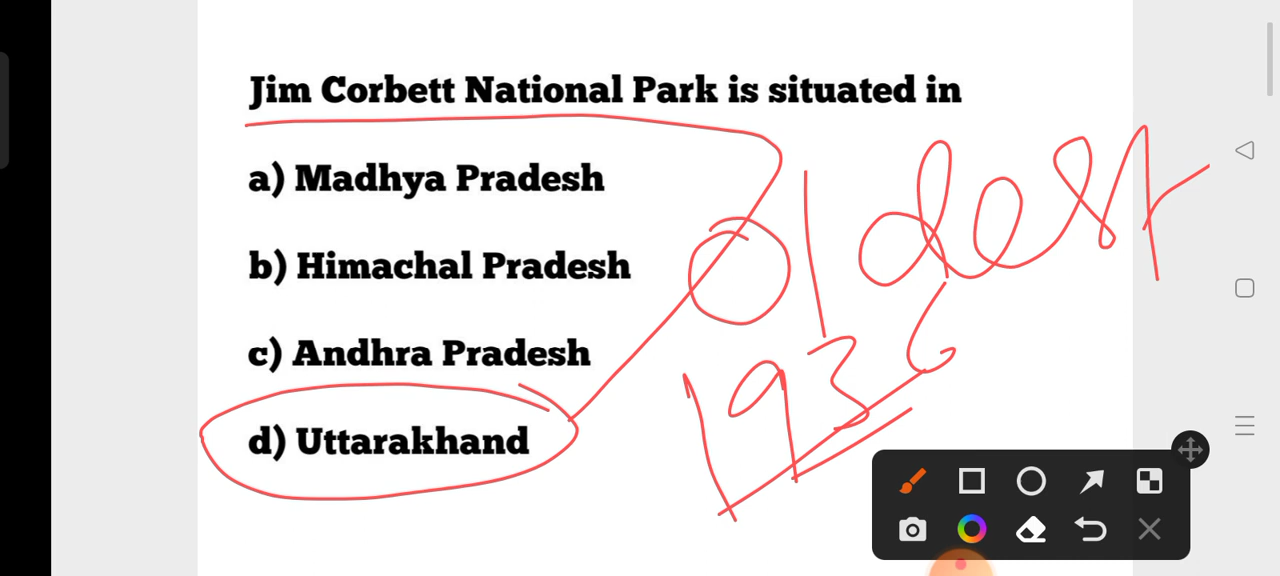 Jim Corbett National Park is situated in
a) Madhya Pradesh
b) Himachal Pradesh
c) Andhra Pradesh
d) Uttarakhand
Oldest
1936